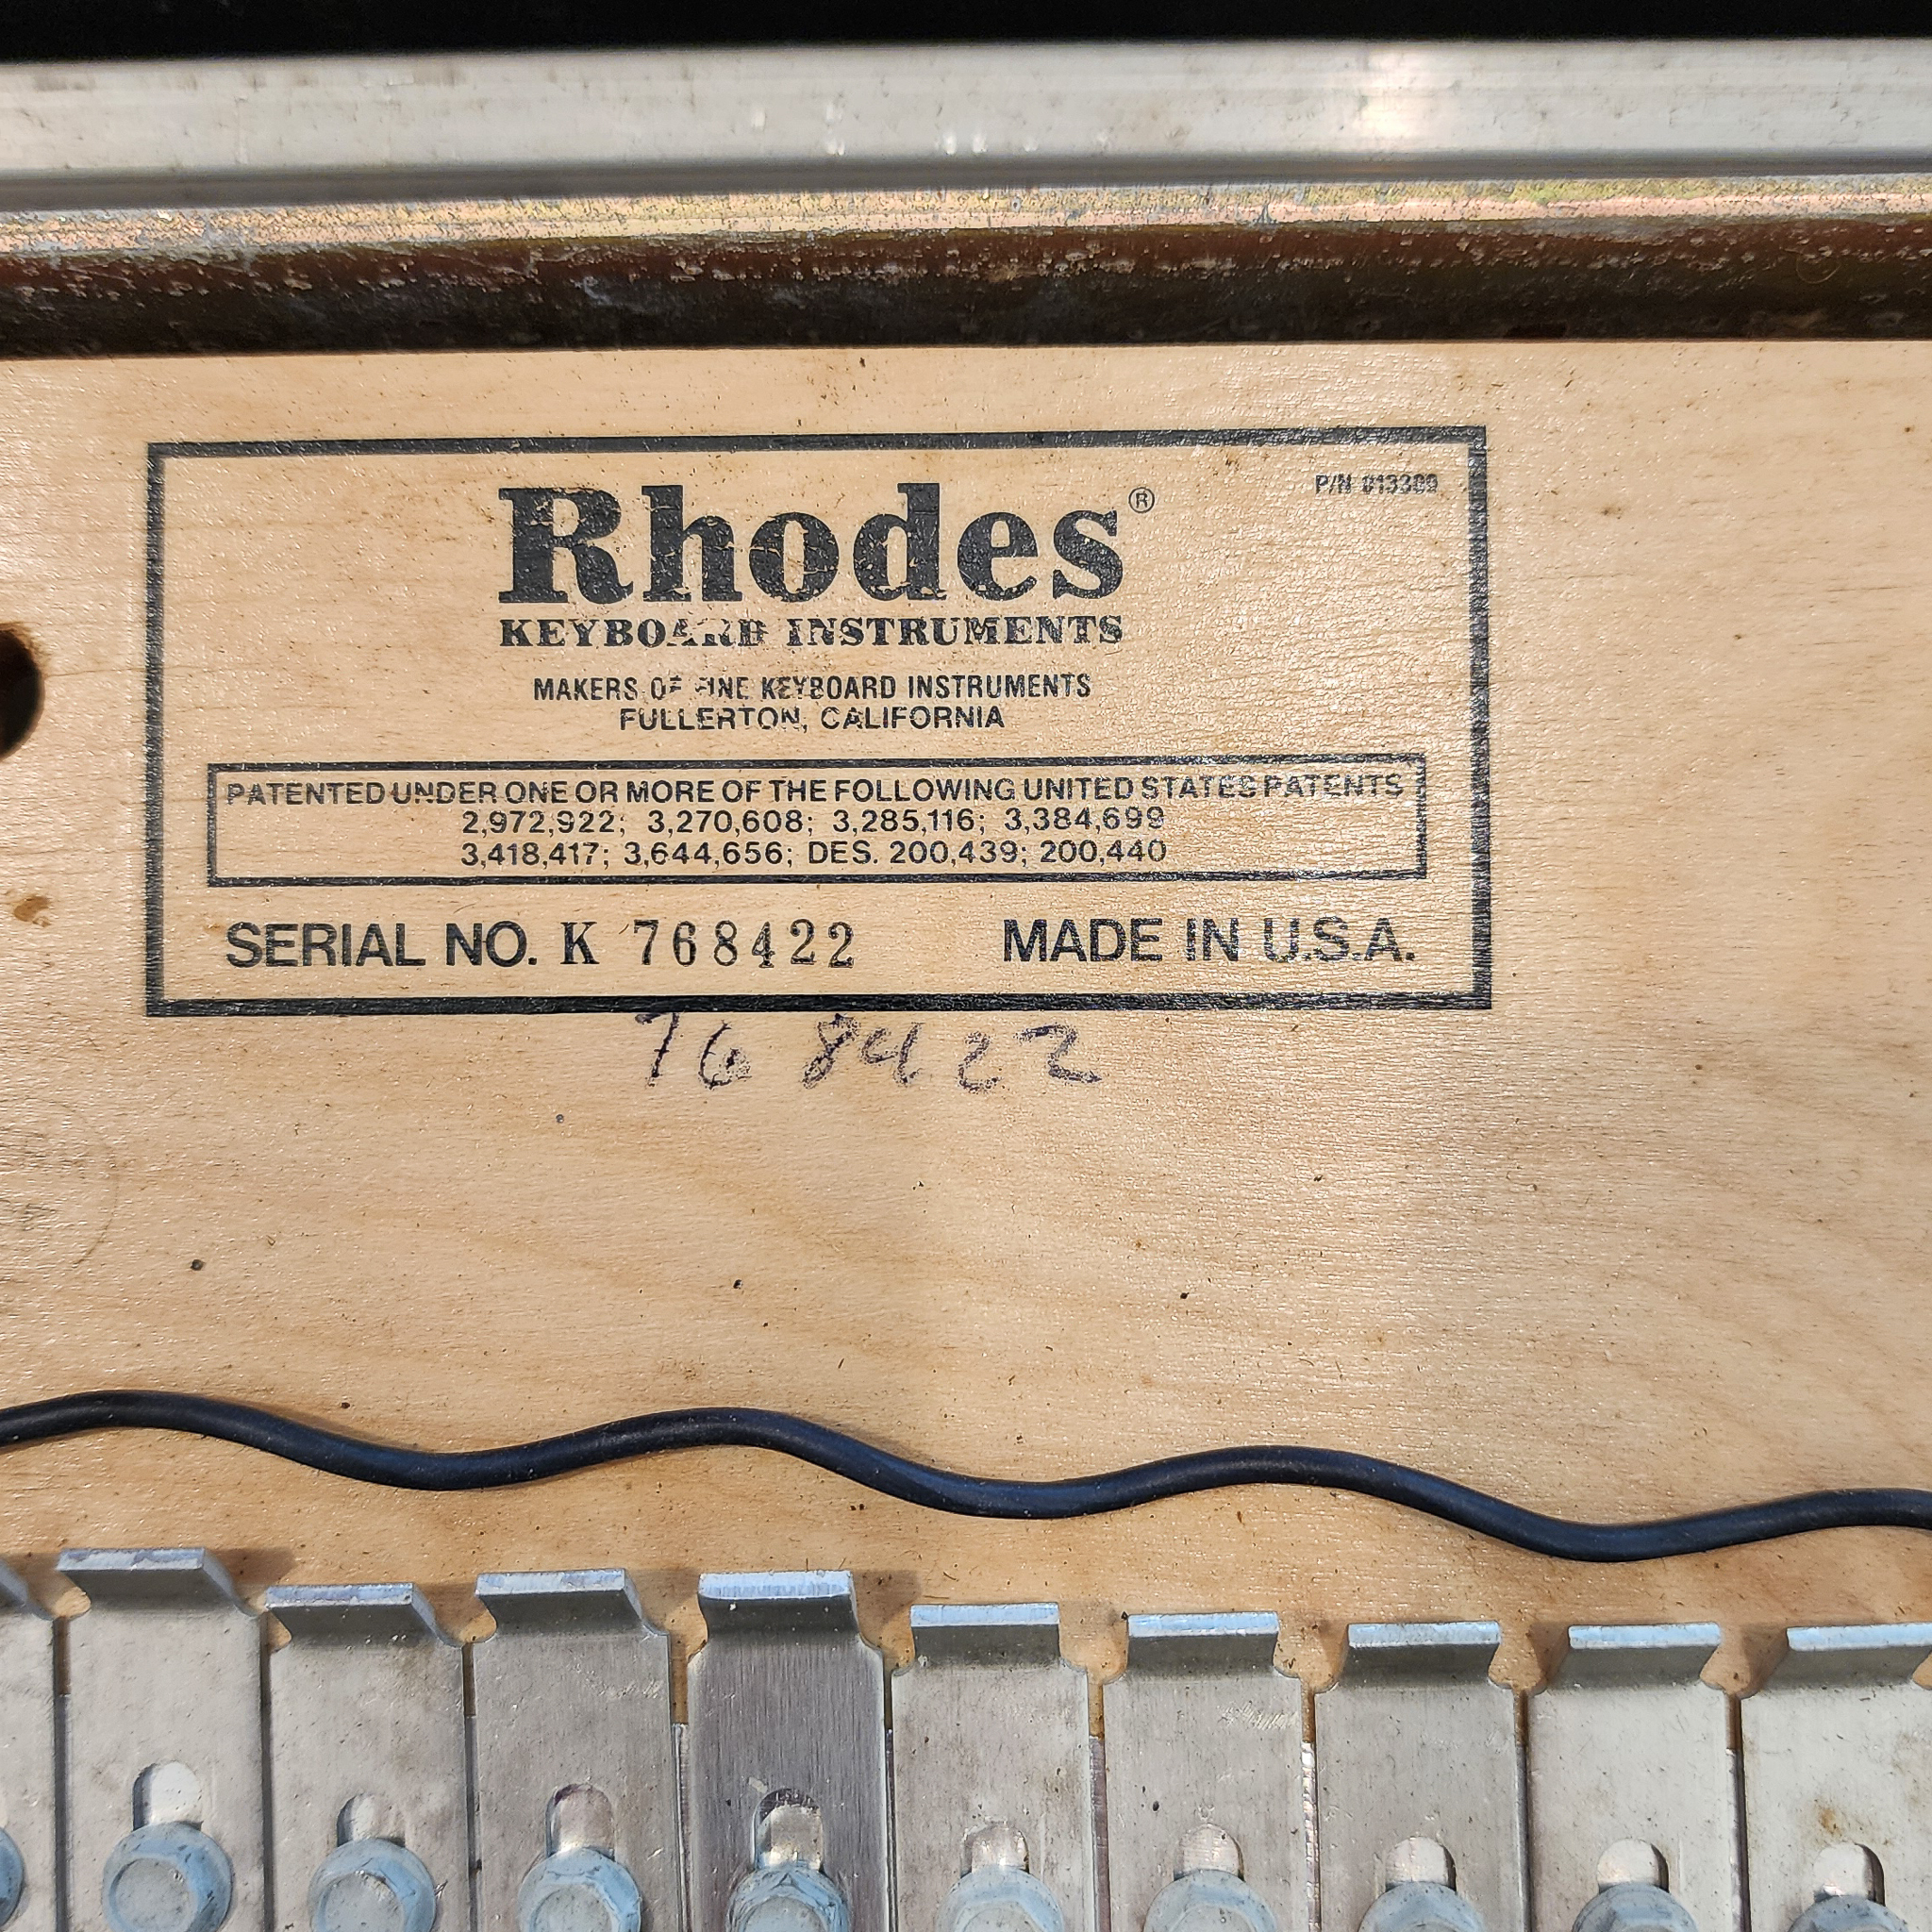 Rhodes®
P/N 013309
KEYBOARD INSTRUMENTS
MAKERS OF FINE KEYBOARD INSTRUMENTS
FULLERTON, CALIFORNIA
PATENTED UNDER ONE OR MORE OF THE FOLLOWING UNITED STATES PATENTS
2,972,922; 3,270,608; 3,285,116; 3,384,699
3,418,417; 3,644,656; DES. 200,439; 200,440
SERIAL NO. K 768422 MADE IN U.S.A.
768422